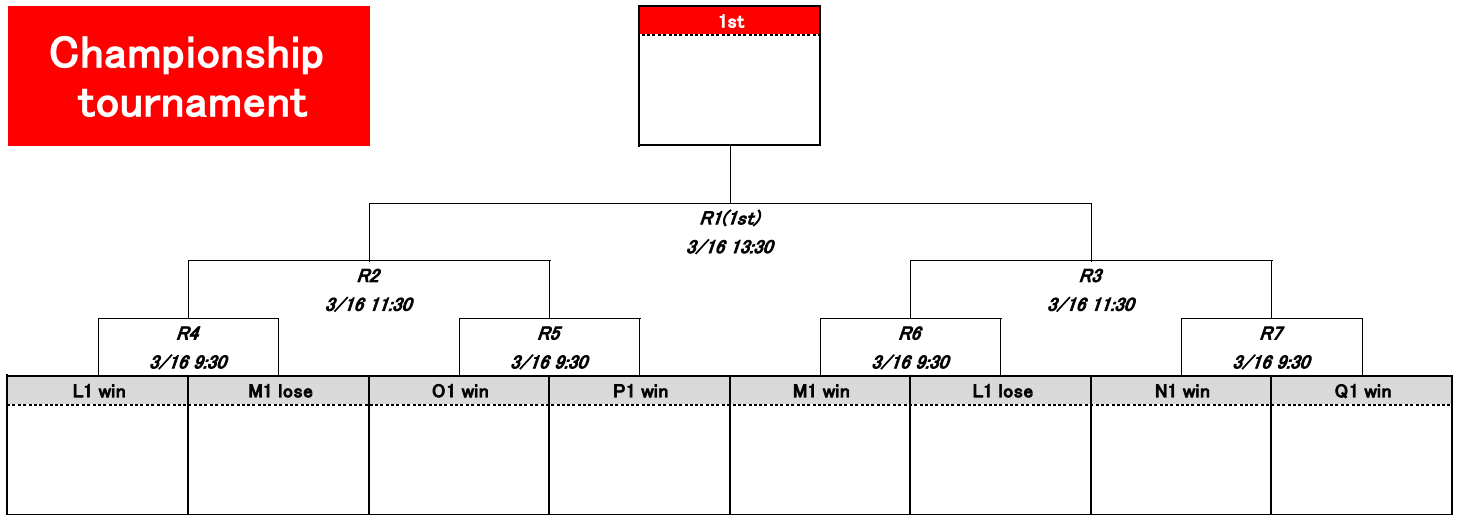 Championship
tournament
1st
R1(1st)
3/16 13:30
R2
3/16 11:30
R3
3/16 11:30
R4
3/16 9:30
R5
3/16 9:30
R6
3/16 9:30
R7
3/16 9:30
L1 win
M1 lose
O1 win
P1 win
M1 win
L1 lose
N1 win
Q1 win